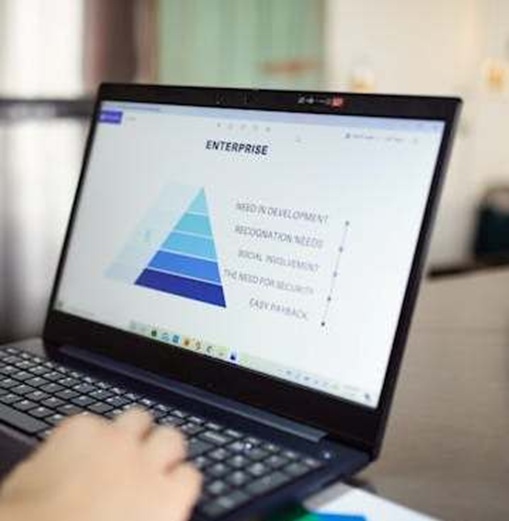 ENTERPRISE
NEED IN DEVELOPMENT
RECOGNATION NEEDS
SOCIAL INVOLVEMENT
THE NEED FOR SECURITY
EASY PAYBACK